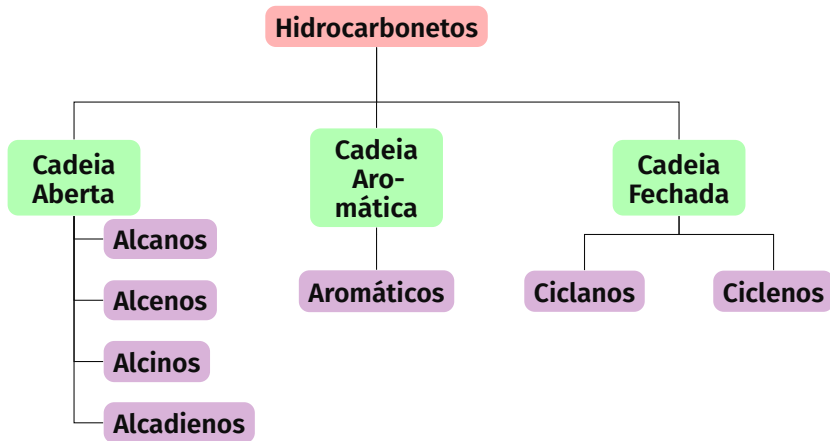 Hidrocarbonetos
Cadeia
Aberta
Alcanos
Alcenos
Alcinos
Alcadienos
Cadeia
Aro-
mática
Aromáticos
Cadeia
Fechada
Ciclanos
Ciclenos